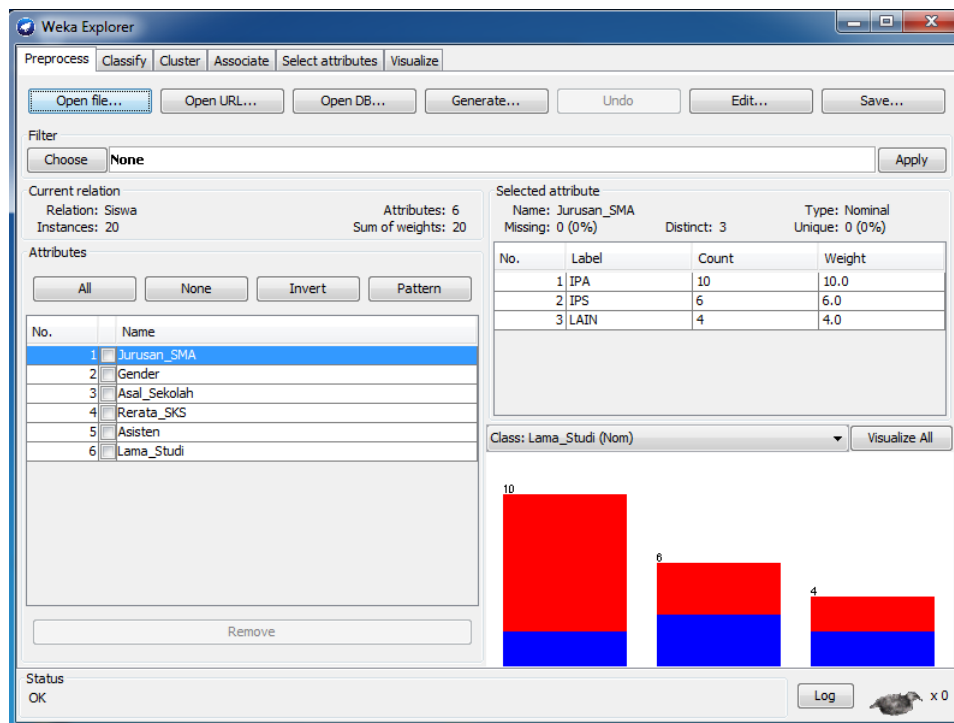 Weka Explorer
Preprocess Classify Cluster Associate Select attributes Visualize
Open file... Open URL... Open DB... Generate... Undo Edit... Save...
Filter
Choose None Apply
Current relation
Relation: Siswa Attributes: 6
Instances: 20 Sum of weights: 20
Attributes
All None Invert Pattern
No. Name
1 Jurusan_SMA
2 Gender
3 Asal_Sekolah
4 Rerata_SKS
5 Asisten
6 Lama_Studi
Remove
Selected attribute
Name: Jurusan_SMA Type: Nominal
Missing: 0 (0%) Distinct: 3 Unique: 0 (0%)
No. Label Count Weight
1 IPA 10 10.0
2 IPS 6 6.0
3 LAIN 4 4.0
Class: Lama_Studi (Nom) Visualize All
10
6
4
Status
OK Log x 0